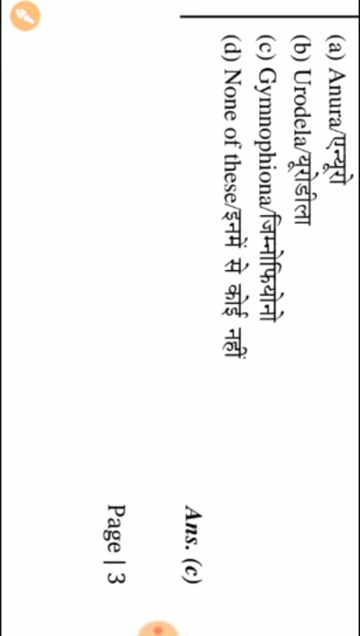 (a) Anura/एन्यूरो
(b) Urodela/यूरोडीला
(c) Gymnophiona/जिम्नोफियोनो
(d) None of these/इनमें से कोई नहीं
Ans. (c)
Page | 3